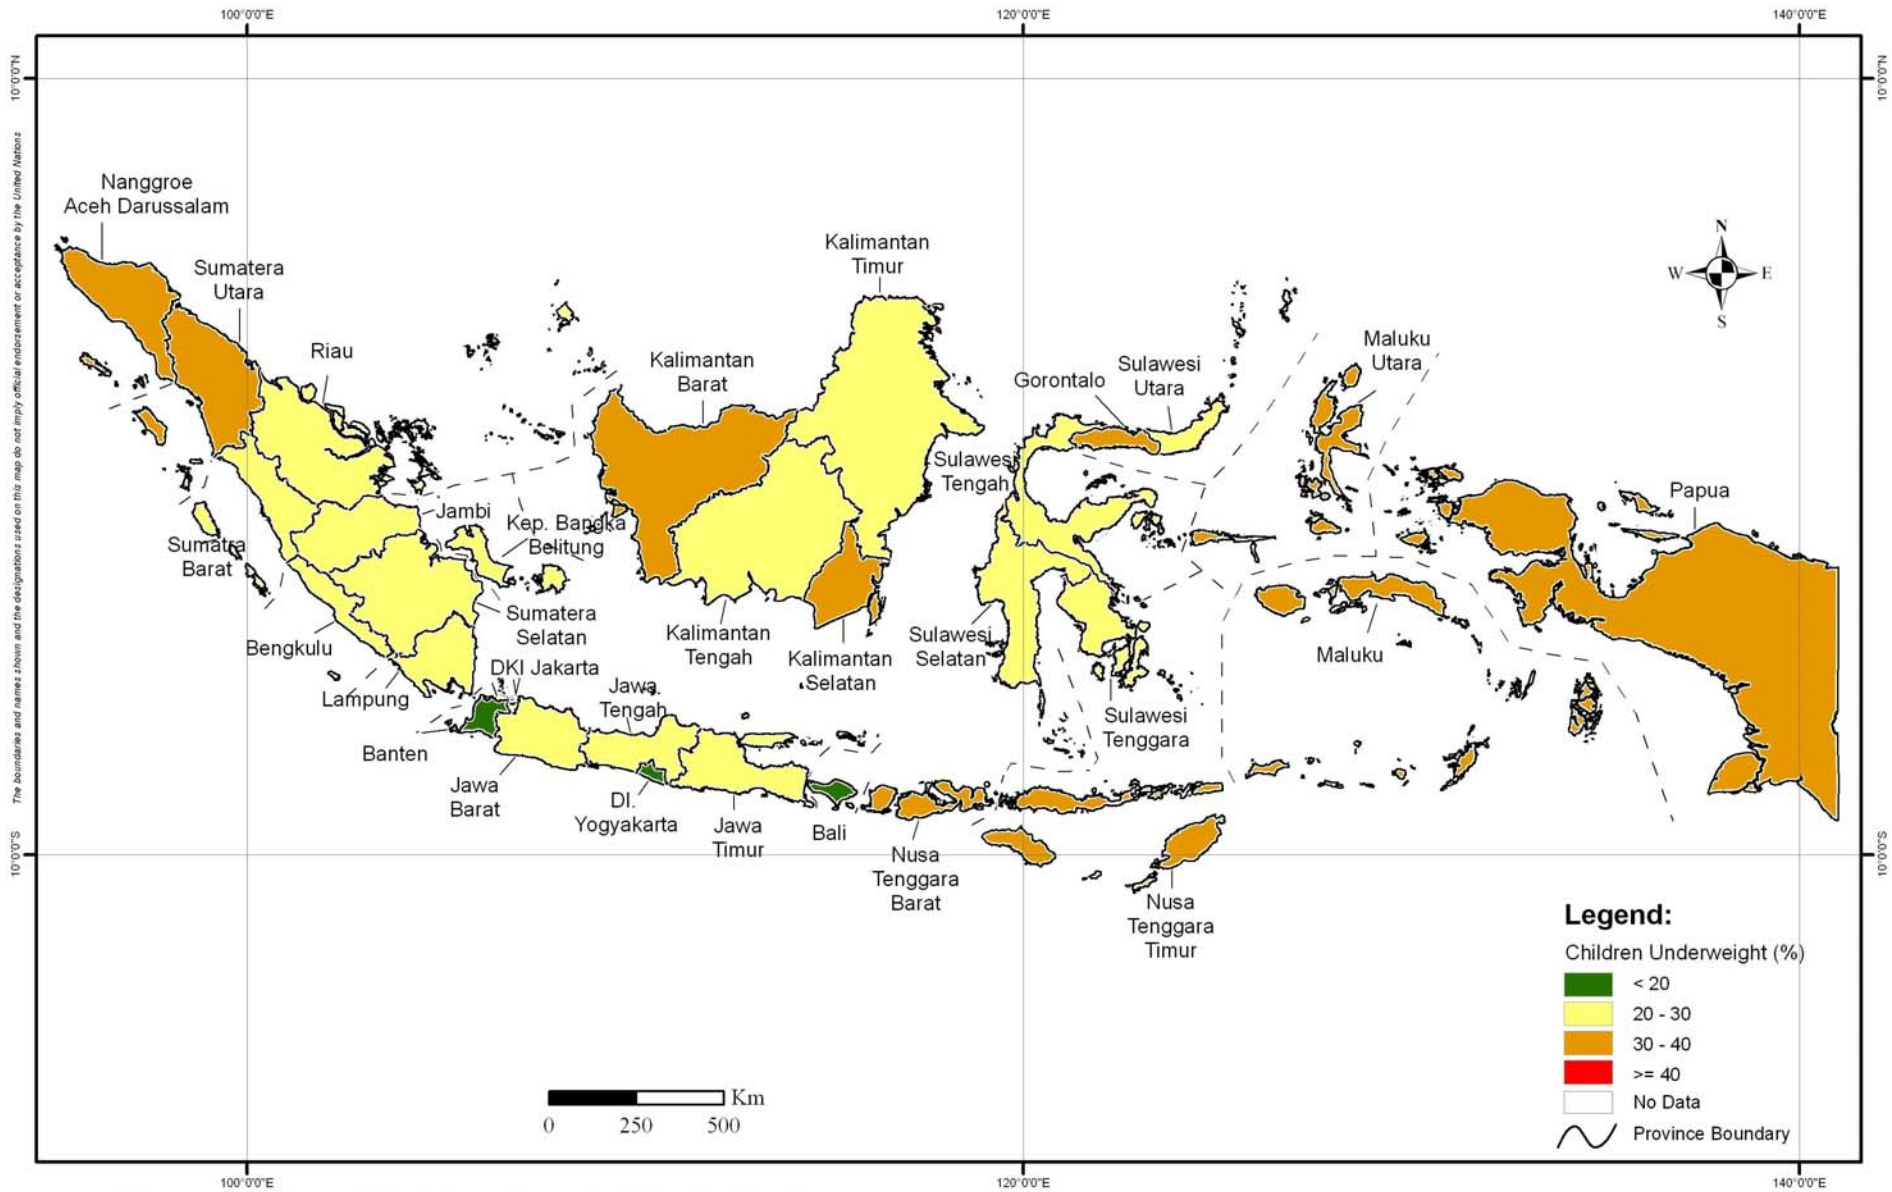 100°0'0"E
120°0'0"E
140°0'0"E
10°0'0"N
10°0'0"N
The boundaries and names shown and the designations used on this map do not imply official endorsement or acceptance by the United Nations
Nanggroe
Aceh Darussalam
Sumatera
Utara
Riau
Kalimantan
Timur
Kalimantan
Barat
Gorontalo
Sulawesi
Utara
Maluku
Utara
N
W
E
S
Sulawesi
Tengah
Papua
Jambi
Kep. Bangka
Belitung
Sumatra
Barat
Sumatera
Selatan
Bengkulu
Kalimantan
Tengah
Kalimantan
Selatan
Sulawesi
Selatan
Maluku
DKI Jakarta
Lampung
Jawa
Tengah
Sulawesi
Tenggara
Banten
Jawa
Barat
DI.
Yogyakarta
Jawa
Timur
Bali
Nusa
Tenggara
Barat
Nusa
Tenggara
Timur
10°0'0"S
10°0'0"S
Legend:
Children Underweight (%)
< 20
20 - 30
30 - 40
>= 40
No Data
Province Boundary
Km
0
250
500
100°0'0"E
120°0'0"E
140°0'0"E